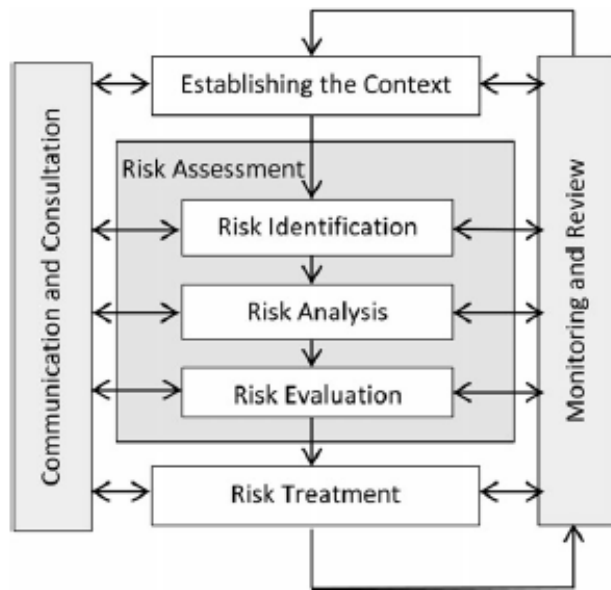 Establishing the Context
Risk Assessment
Risk Identification
Risk Analysis
Risk Evaluation
Risk Treatment
Communication and Consultation
Monitoring and Review